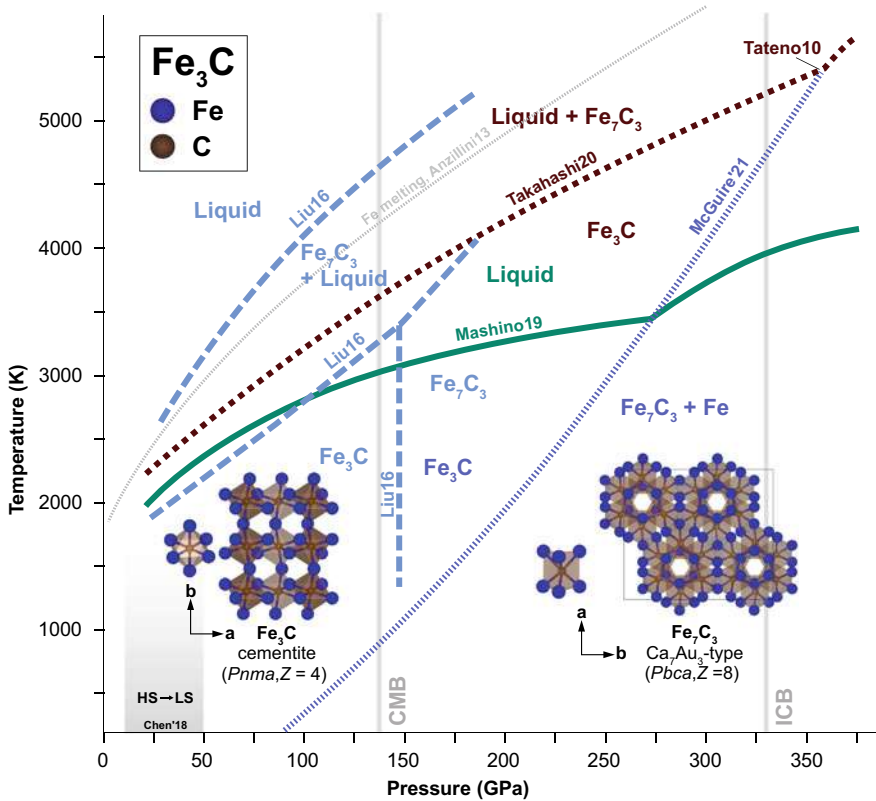 Fe₃C
Fe
C
Tateno10
5000
Liquid + Fe₇C₃
Fe melting, Anzillini13
Takahashi20
McGuire'21
Liquid
Liu16
Fe₇C₃
+ Liquid
Fe₃C
4000
Liquid
Mashino19
Liu16
3000
Fe₇C₃
Fe₇C₃ + Fe
Fe₃C
Fe₃C
Liu16
2000
Temperature (K)
b
a
Fe₃C
cementite
(Pnma,Z = 4)
a
b
Fe₇C₃
Ca₇Au₃-type
(Pbca,Z =8)
1000
HS→LS
Chen'18
CMB
ICB
0
50
100
150
200
250
300
350
Pressure (GPa)